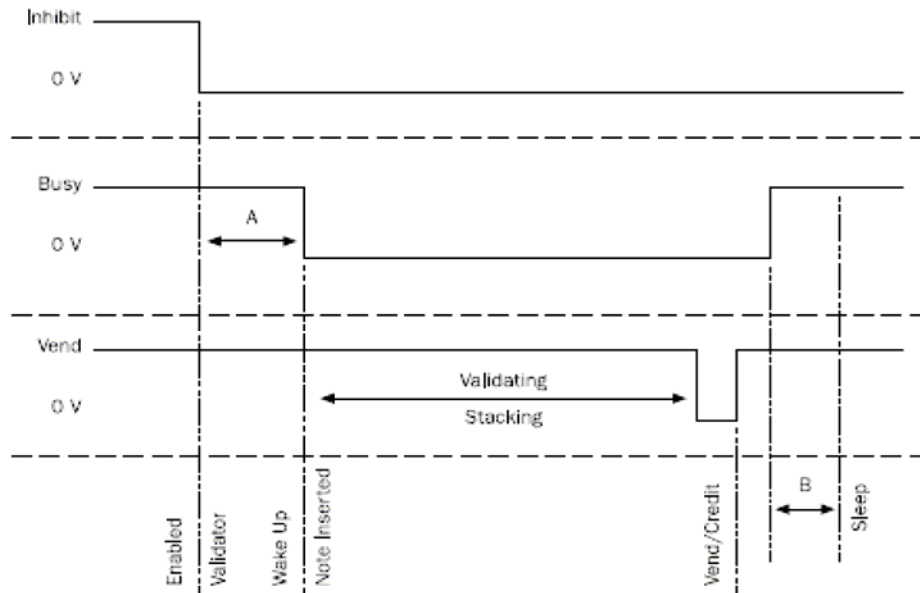 Inhibit
0 V
Busy
A
0 V
Vend
Validating
0 V
Stacking
B
Enabled
Validator
Wake Up
Note Inserted
Vend/Credit
Sleep